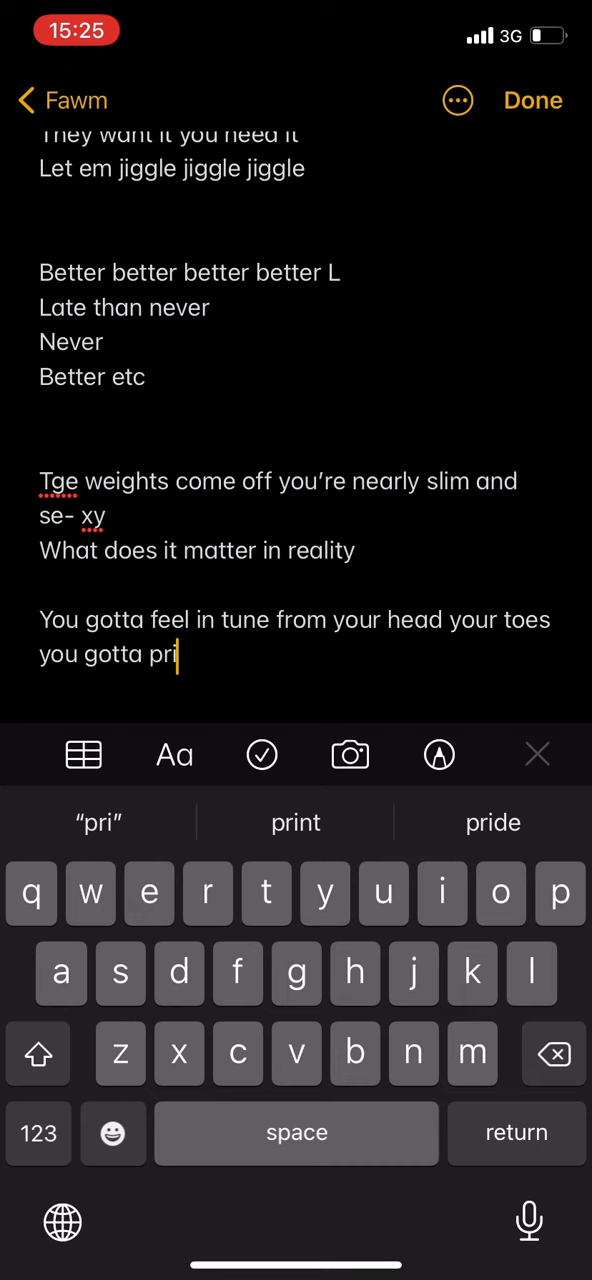 15:25
3G
Fawm
Done
They want it you need it
Let em jiggle jiggle jiggle
Better better better better L
Late than never
Never
Better etc
Tge weights come off you’re nearly slim and
se- xy
What does it matter in reality
You gotta feel in tune from your head your toes
you gotta pri
Aa
“pri” print pride
q w e r t y u i o p
a s d f g h j k l
z x c v b n m
123 space return